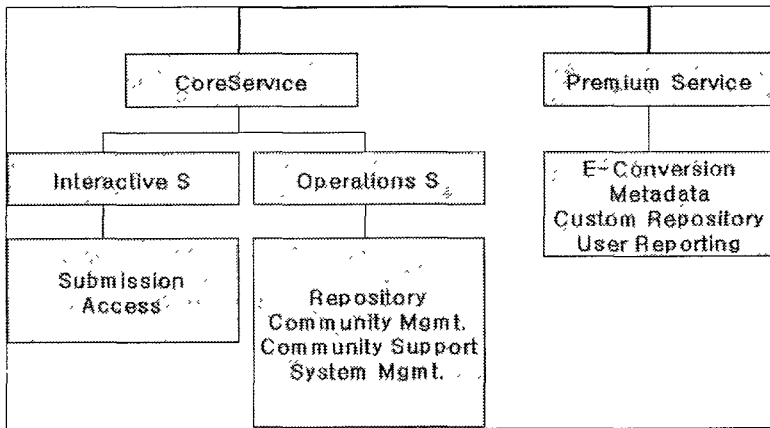 CoreService
Premium Service
Interactive S
Operations S
E-Conversion
Metadata
Custom Repository
User Reporting
Submission
Access
Repository
Community Mgmt.
Community Support
System Mgmt.